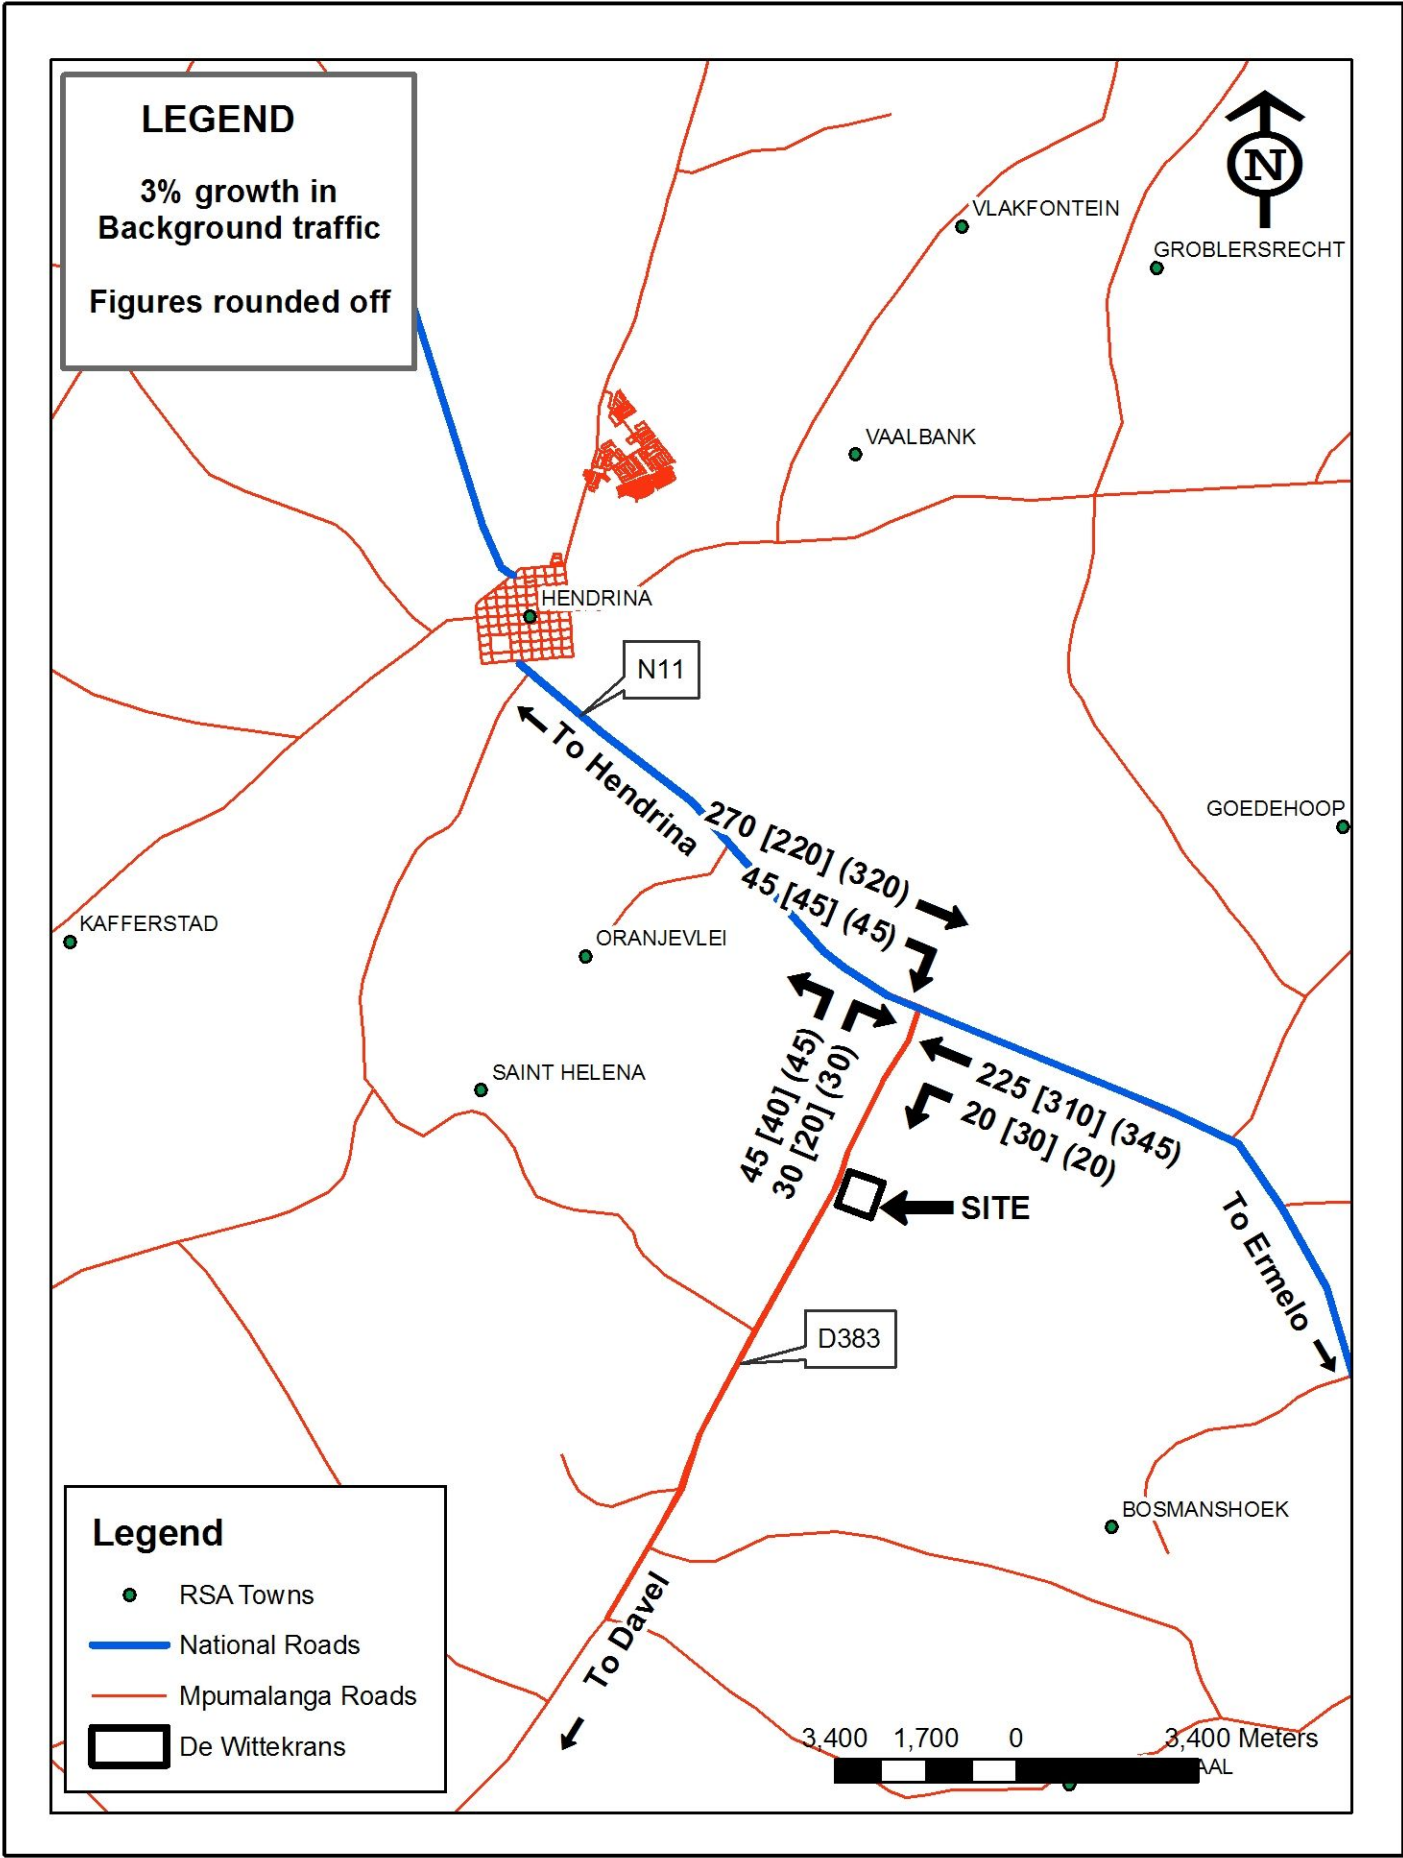 LEGEND
3% growth in
Background traffic
Figures rounded off
N
VLAKFONTEIN
GROBLERSRECHT
VAALBANK
HENDRINA
N11
To Hendrina
270 [220] (320)
45 [45] (45)
GOEDEHOOP
KAFFERSTAD
ORANJEVLEI
SAINT HELENA
45 [40] (45)
30 [20] (30)
225 [310] (345)
20 [30] (20)
SITE
To Ermelo
D383
BOSMANSHOEK
To Davel
Legend
RSA Towns
National Roads
Mpumalanga Roads
De Wittekrans
3,400 1,700 0 3,400 Meters
AAL